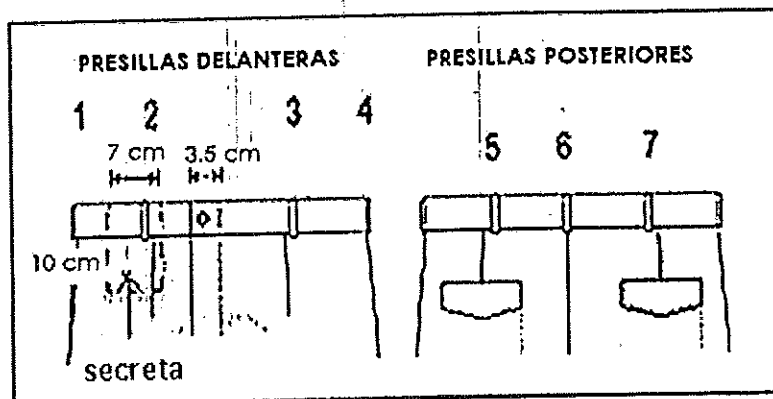 PRESILLAS DELANTERAS PRESILLAS POSTERIORES
1 2 3 4
5 6 7
7 cm 3.5 cm
10 cm
secreta